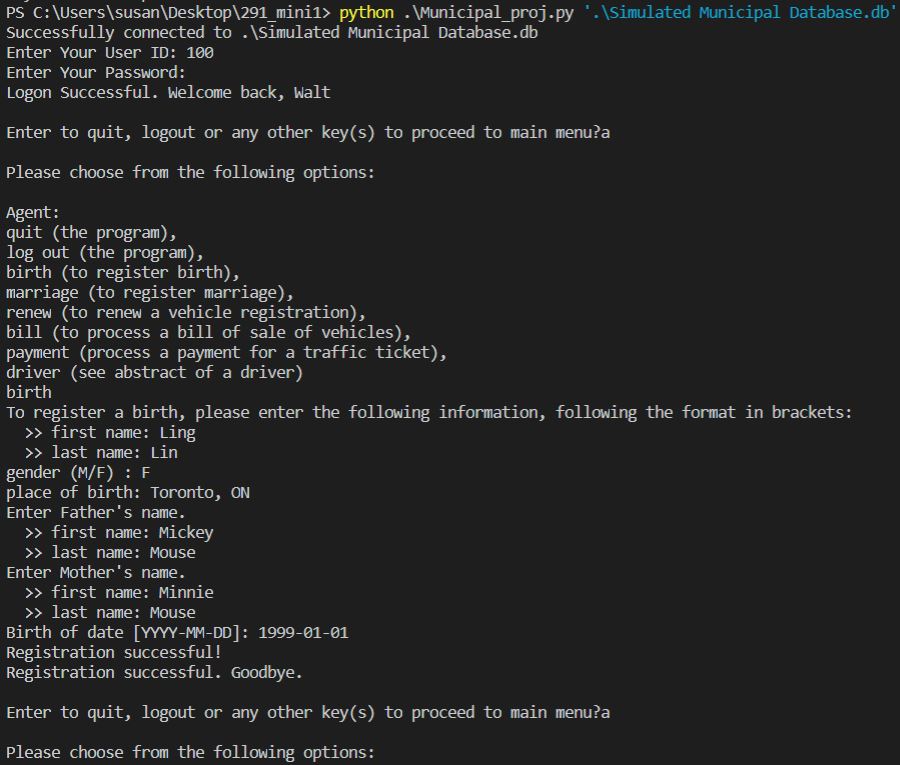 PS C:\Users\susan\Desktop\291_mini1> python .\Municipal_proj.py '.\Simulated Municipal Database.db'
Successfully connected to .\Simulated Municipal Database.db
Enter Your User ID: 100
Enter Your Password:
Logon Successful. Welcome back, Walt
Enter to quit, logout or any other key(s) to proceed to main menu?a
Please choose from the following options:
Agent:
quit (the program),
log out (the program),
birth (to register birth),
marriage (to register marriage),
renew (to renew a vehicle registration),
bill (to process a bill of sale of vehicles),
payment (process a payment for a traffic ticket),
driver (see abstract of a driver)
birth
To register a birth, please enter the following information, following the format in brackets:
  >> first name: Ling
  >> last name: Lin
gender (M/F) : F
place of birth: Toronto, ON
Enter Father's name.
  >> first name: Mickey
  >> last name: Mouse
Enter Mother's name.
  >> first name: Minnie
  >> last name: Mouse
Birth of date [YYYY-MM-DD]: 1999-01-01
Registration successful!
Registration successful. Goodbye.
Enter to quit, logout or any other key(s) to proceed to main menu?a
Please choose from the following options: